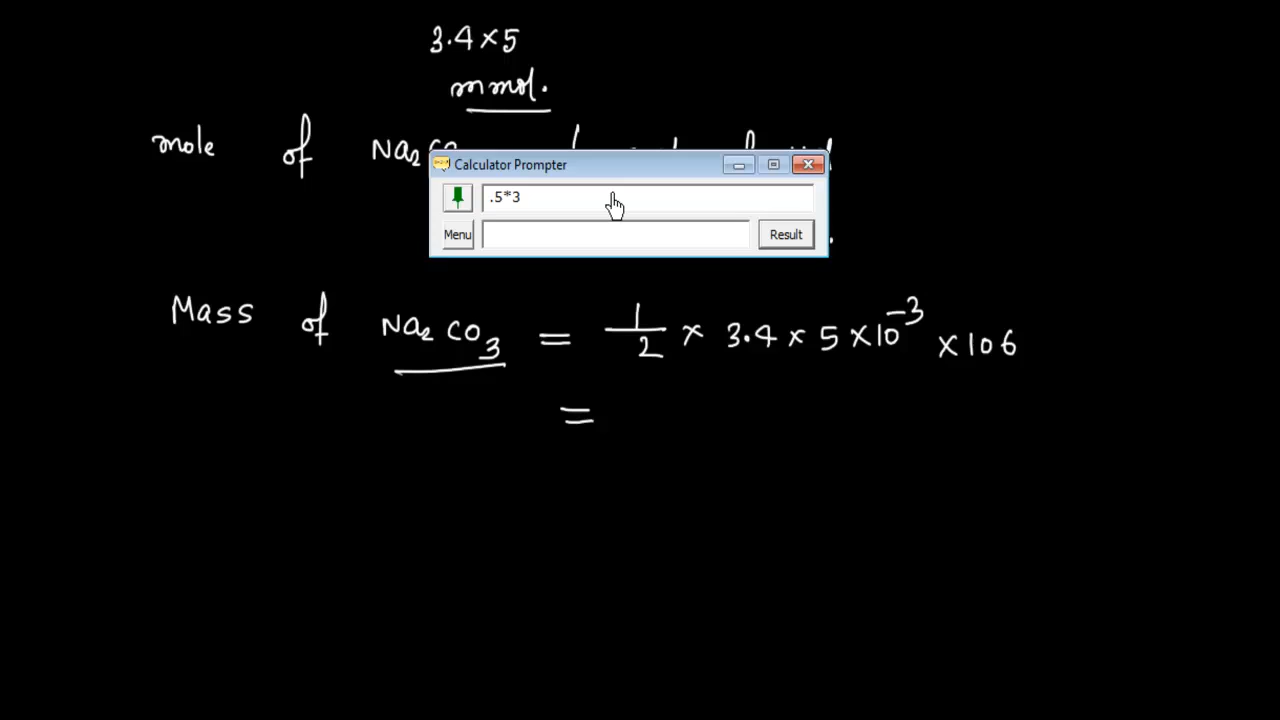 3.4×5
mmol.
mole of Na₂
Calculator Prompter
.5*3
Menu Result
Mass of Na₂CO₃ = 1/2 × 3.4 × 5 ×10⁻³ ×106
=